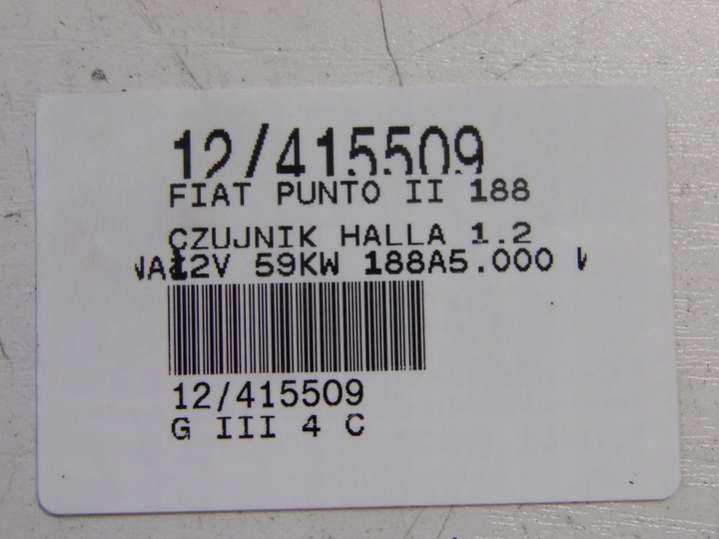 12/415509
FIAT PUNTO II 188
CZUJNIK HALLA 1.2
12V 59KW 188A5.000
12/415509
G III 4 C